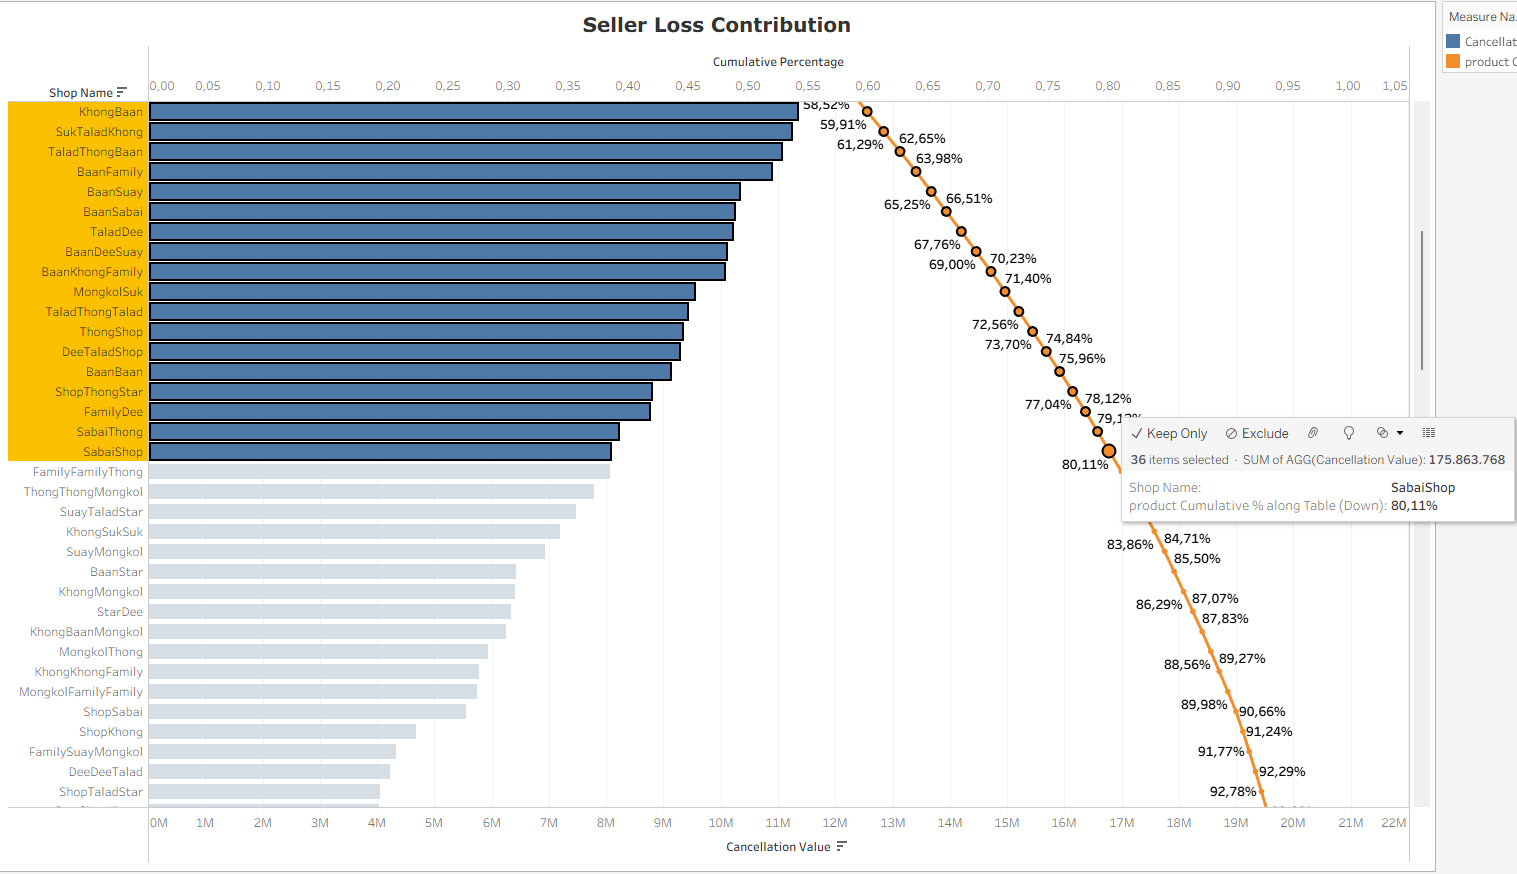 Seller Loss Contribution
Measure Na.
Cancellat
product C
Cumulative Percentage
0,00 0,05 0,10 0,15 0,20 0,25 0,30 0,35 0,40 0,45 0,50 0,55 0,60 0,65 0,70 0,75 0,80 0,85 0,90 0,95 1,00 1,05
Shop Name
KhongBaan 58,52%
SukTaladKhong 59,91%
TaladThongBaan 61,29% 62,65%
BaanFamily 63,98%
BaanSuay 65,25% 66,51%
BaanSabai
TaladDee 67,76%
BaanDeeSuay 69,00% 70,23%
BaanKhongFamily 71,40%
MongkolSuk
TaladThongTalad 72,56%
ThongShop 73,70% 74,84%
DeeTaladShop 75,96%
BaanBaan
ShopThongStar 77,04% 78,12%
FamilyDee
SabaiThong
SabaiShop 80,11%
Keep Only Exclude
36 items selected · SUM of AGG(Cancellation Value): 175.863.768
Shop Name: SabaiShop
product Cumulative % along Table (Down): 80,11%
FamilyFamilyThong
ThongThongMongkol
SuayTaladStar
KhongSukSuk 83,86% 84,71%
SuayMongkol 85,50%
BaanStar
KhongMongkol 86,29% 87,07%
StarDee 87,83%
KhongBaanMongkol
MongkolThong 88,56% 89,27%
KhongKhongFamily
MongkolFamilyFamily 89,98%
ShopSabai 90,66%
ShopKhong 91,24%
FamilySuayMongkol 91,77%
DeeDeeTalad 92,29%
ShopTaladStar 92,78%
0M 1M 2M 3M 4M 5M 6M 7M 8M 9M 10M 11M 12M 13M 14M 15M 16M 17M 18M 19M 20M 21M 22M
Cancellation Value